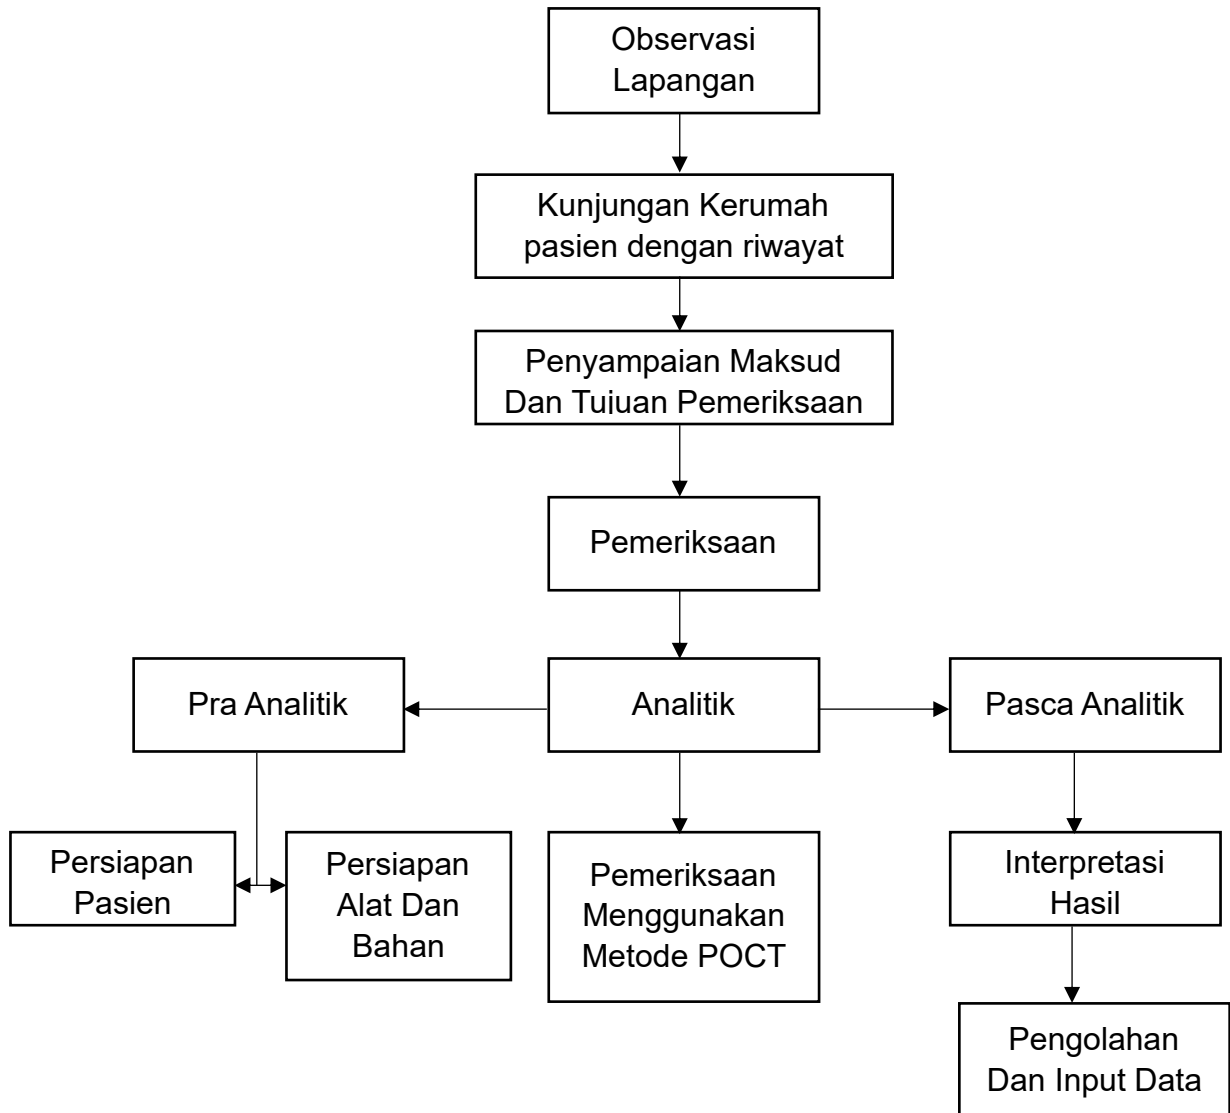 Observasi
Lapangan
Kunjungan Kerumah
pasien dengan riwayat
Penyampaian Maksud
Dan Tujuan Pemeriksaan
Pemeriksaan
Pra Analitik
Analitik
Pasca Analitik
Persiapan
Pasien
Persiapan
Alat Dan
Bahan
Pemeriksaan
Menggunakan
Metode POCT
Interpretasi
Hasil
Pengolahan
Dan Input Data